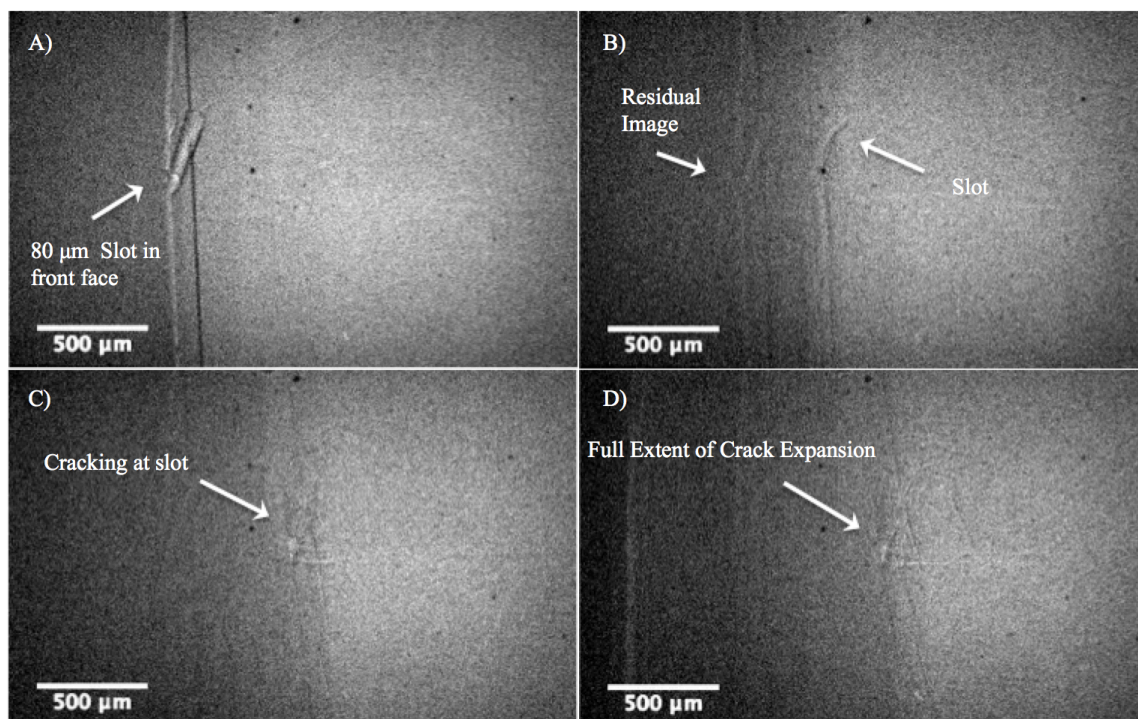 A)
80 µm Slot in
front face
500 µm
B)
Residual
Image
Slot
500 µm
C)
Cracking at slot
500 µm
D)
Full Extent of Crack Expansion
500 µm